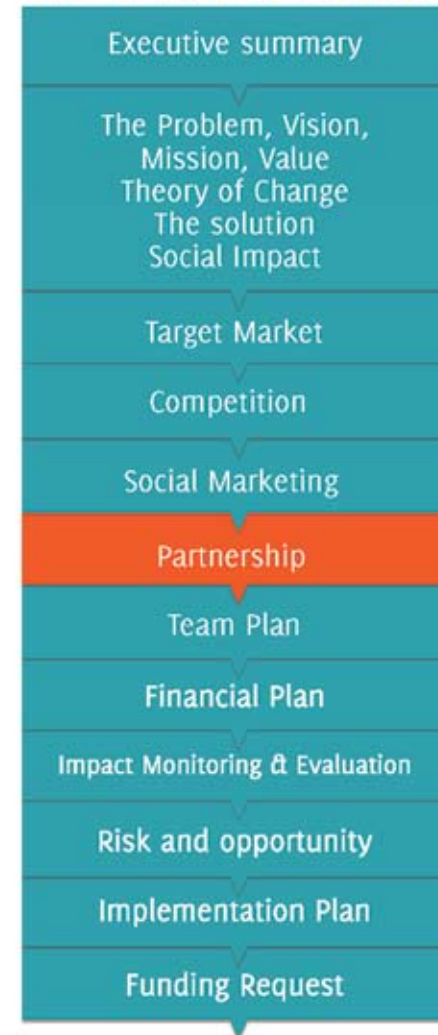 Executive summary
The Problem, Vision,
Mission, Value
Theory of Change
The solution
Social Impact
Target Market
Competition
Social Marketing
Partnership
Team Plan
Financial Plan
Impact Monitoring & Evaluation
Risk and opportunity
Implementation Plan
Funding Request